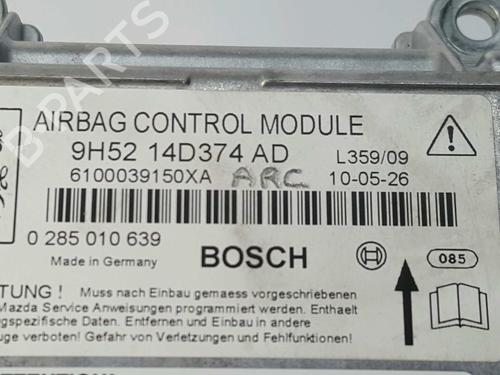 AIRBAG CONTROL MODULE
9H52 14D374 AD
L359/09
6100039150XA
ARC
10-05-26
0 285 010 639
Made in Germany
BOSCH
085
TUNG ! Muss nach Einbau gemaess vorgeschriebenen
Mazda Service Anweisungen programmiert werden. Enthaelt
gspezifische Daten. Entfernen und Einbau in andere
uge verboten! Gefahr von Verletzungen und Fehlfunktionen!
B PARTS